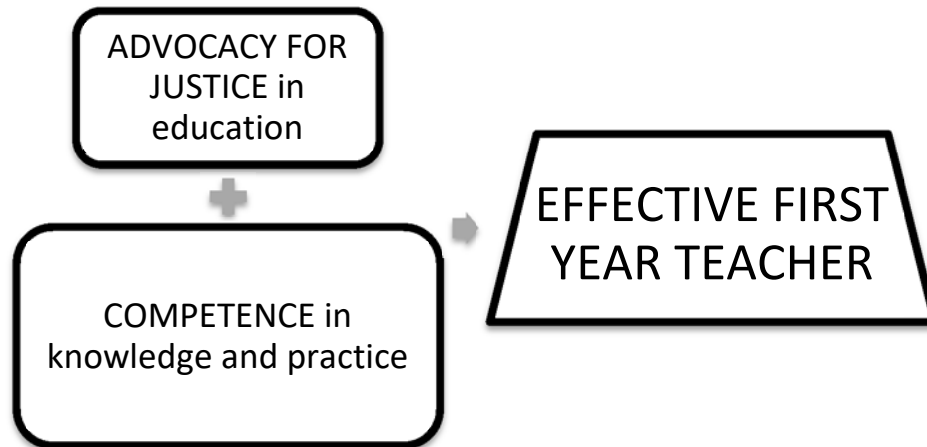 ADVOCACY FOR
JUSTICE in
education
COMPETENCE in
knowledge and practice
EFFECTIVE FIRST
YEAR TEACHER